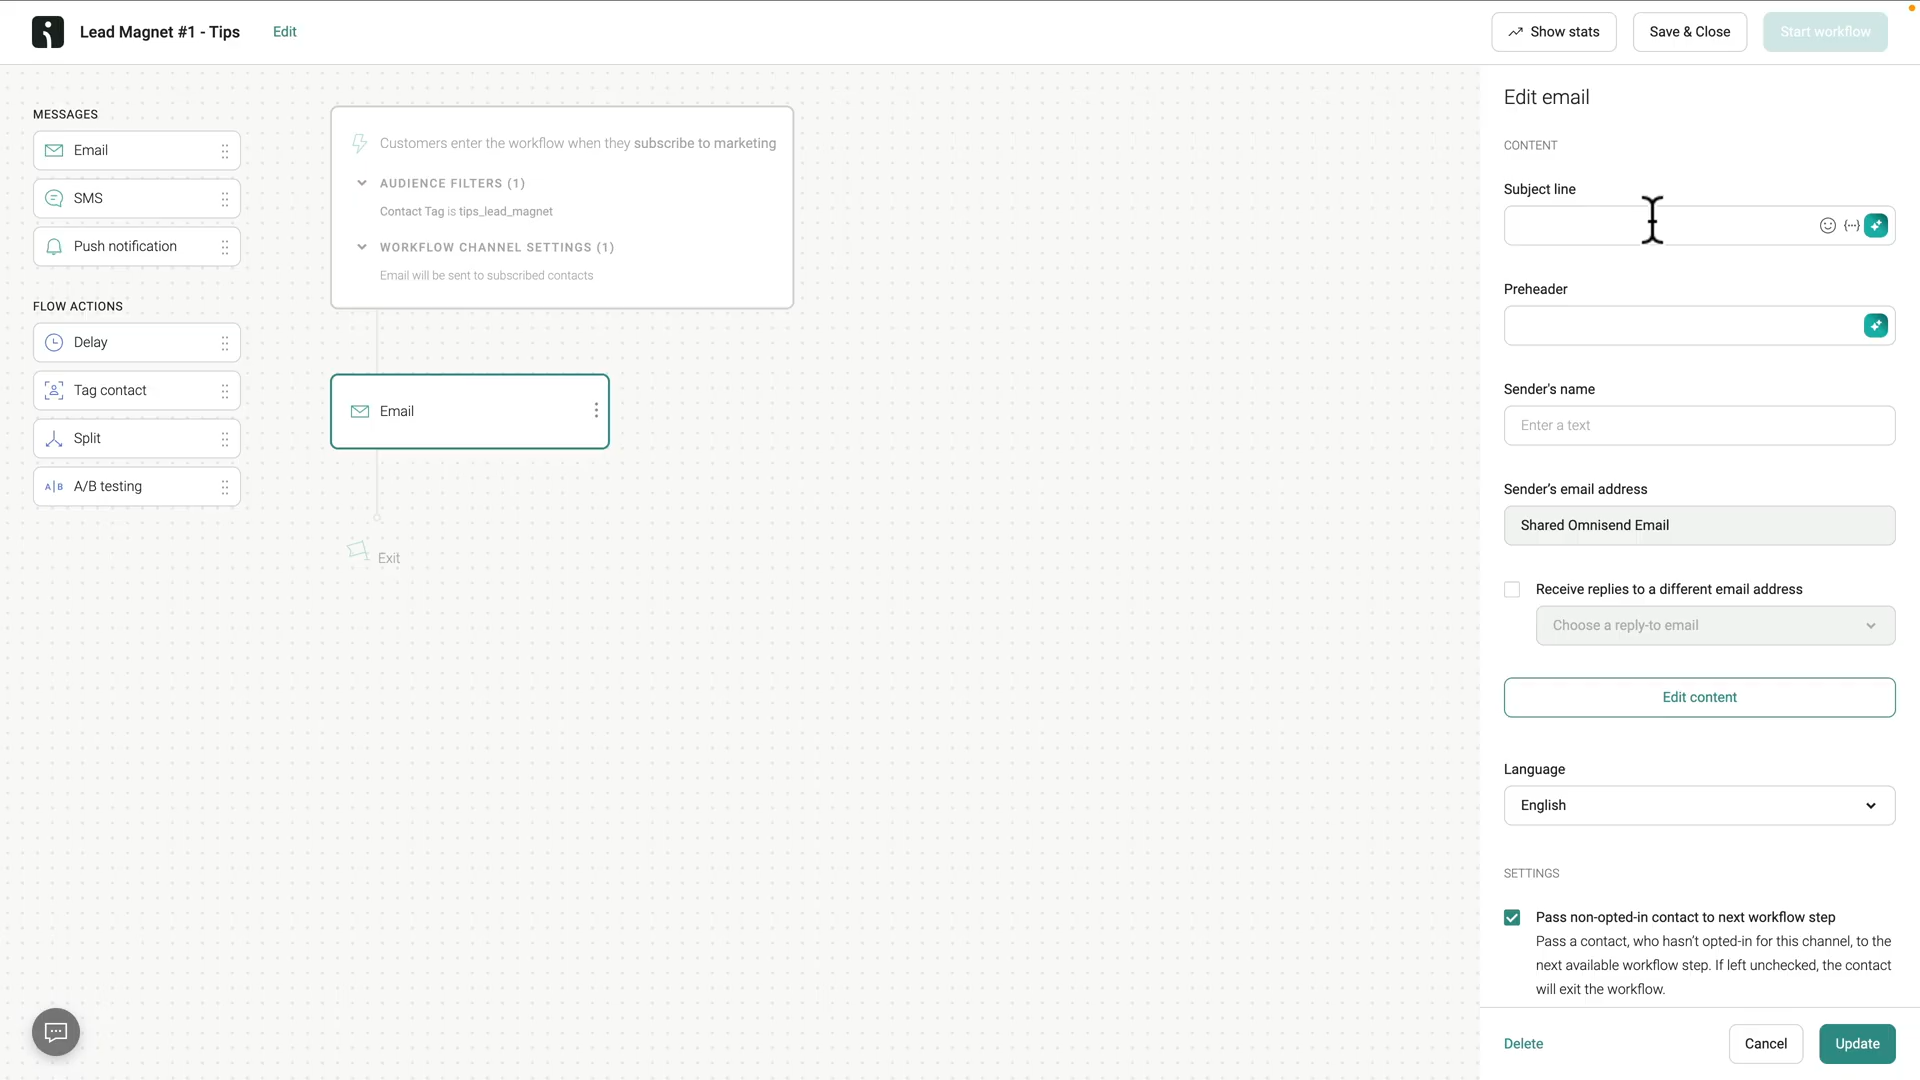 Lead Magnet #1 - Tips
Edit
Show stats
Save & Close
Start workflow
MESSAGES
Email
SMS
Push notification
FLOW ACTIONS
Delay
Tag contact
Split
A|B A/B testing
Customers enter the workflow when they subscribe to marketing
AUDIENCE FILTERS (1)
Contact Tag is tips_lead_magnet
WORKFLOW CHANNEL SETTINGS (1)
Email will be sent to subscribed contacts
Email
Exit
Edit email
CONTENT
Subject line
Preheader
Sender's name
Enter a text
Sender’s email address
Shared Omnisend Email
Receive replies to a different email address
Choose a reply-to email
Edit content
Language
English
SETTINGS
Pass non-opted-in contact to next workflow step
Pass a contact, who hasn’t opted-in for this channel, to the
next available workflow step. If left unchecked, the contact
will exit the workflow.
Delete
Cancel
Update